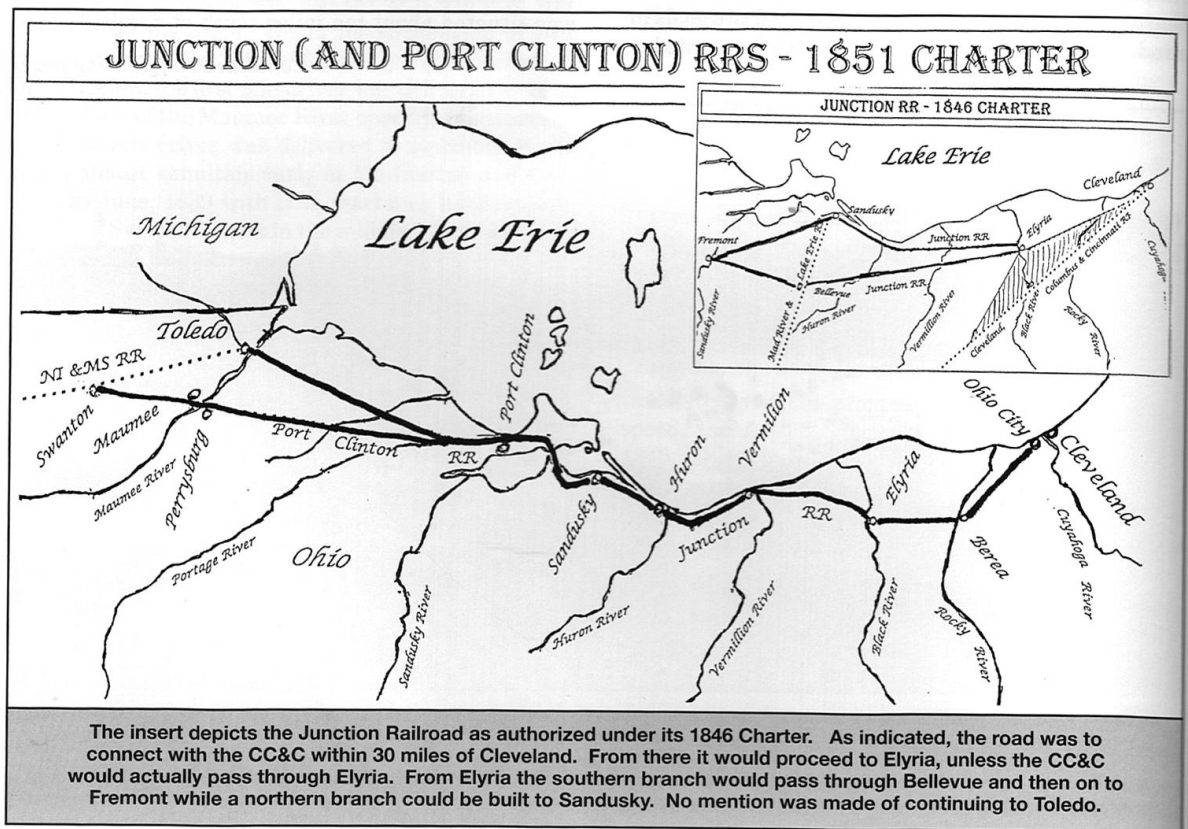 JUNCTION (AND PORT CLINTON) RRS - 1851 CHARTER
JUNCTION RR - 1846 CHARTER
Lake Erie
Cleveland
Sandusky
Elyria
Junction RR
Fremont
Lake Erie RR
Columbus & Cincinnati RR
Cuyahoga
Bellevue
Junction RR
Sandusky River
Mad River &
Huron River
Vermillion River
Cleveland,
Black River
Rocky River
Michigan
Lake Erie
Toledo
NI & MS RR
Swanton
Maumee
Maumee River
Perrysburg
Port Clinton RR
Port Clinton
Portage River
Ohio
Sandusky River
Sandusky
Huron
Huron River
Junction RR
Vermilion
Vermillion River
Elyria
Black River
Berea
Rocky River
Ohio City
Cleveland
Cuyahoga River
The insert depicts the Junction Railroad as authorized under its 1846 Charter. As indicated, the road was to
connect with the CC&C within 30 miles of Cleveland. From there it would proceed to Elyria, unless the CC&C
would actually pass through Elyria. From Elyria the southern branch would pass through Bellevue and then on to
Fremont while a northern branch could be built to Sandusky. No mention was made of continuing to Toledo.